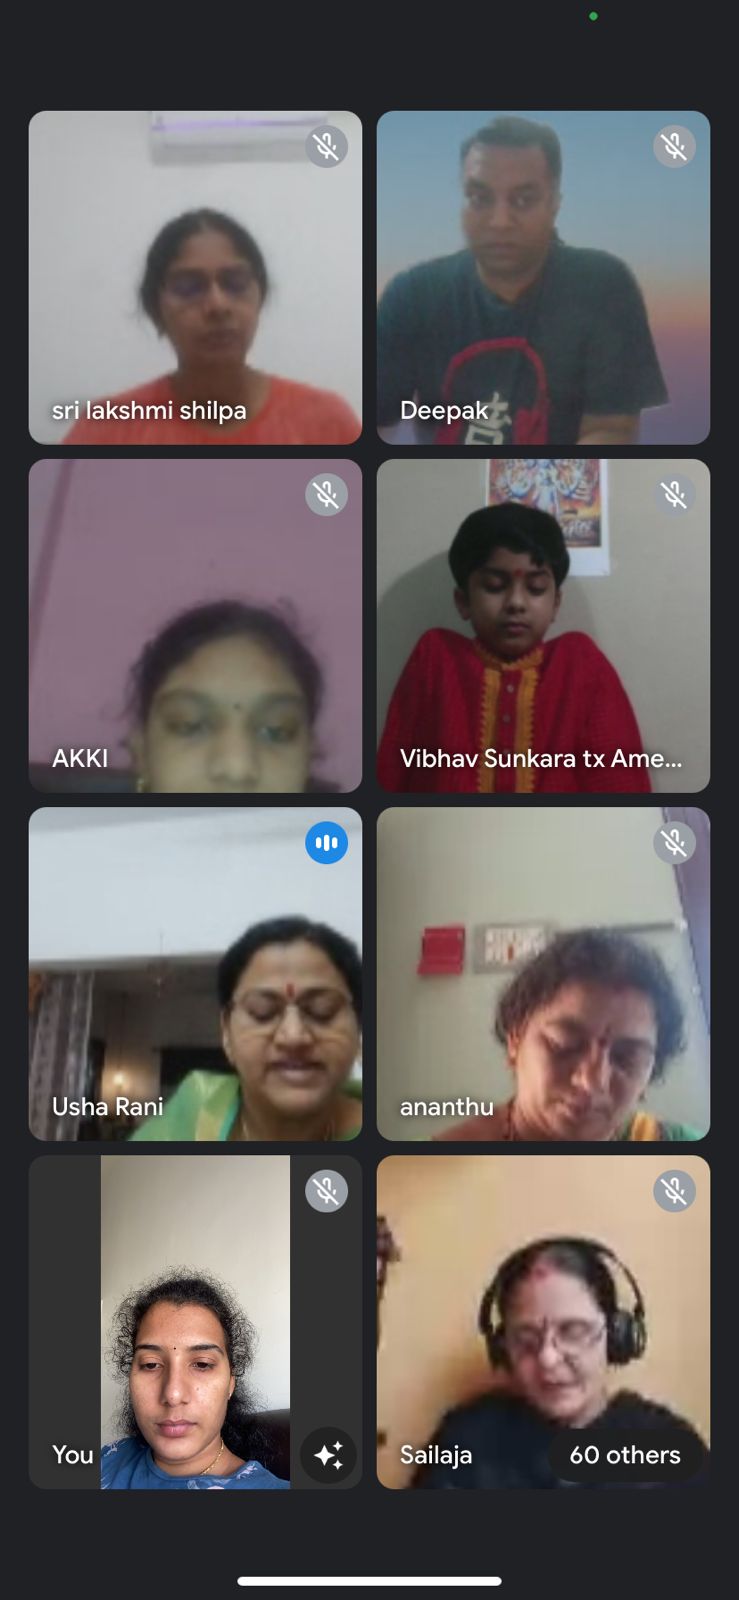 sri lakshmi shilpa
Deepak
AKKI
Vibhav Sunkara tx Ame...
Usha Rani
ananthu
You
Sailaja
60 others